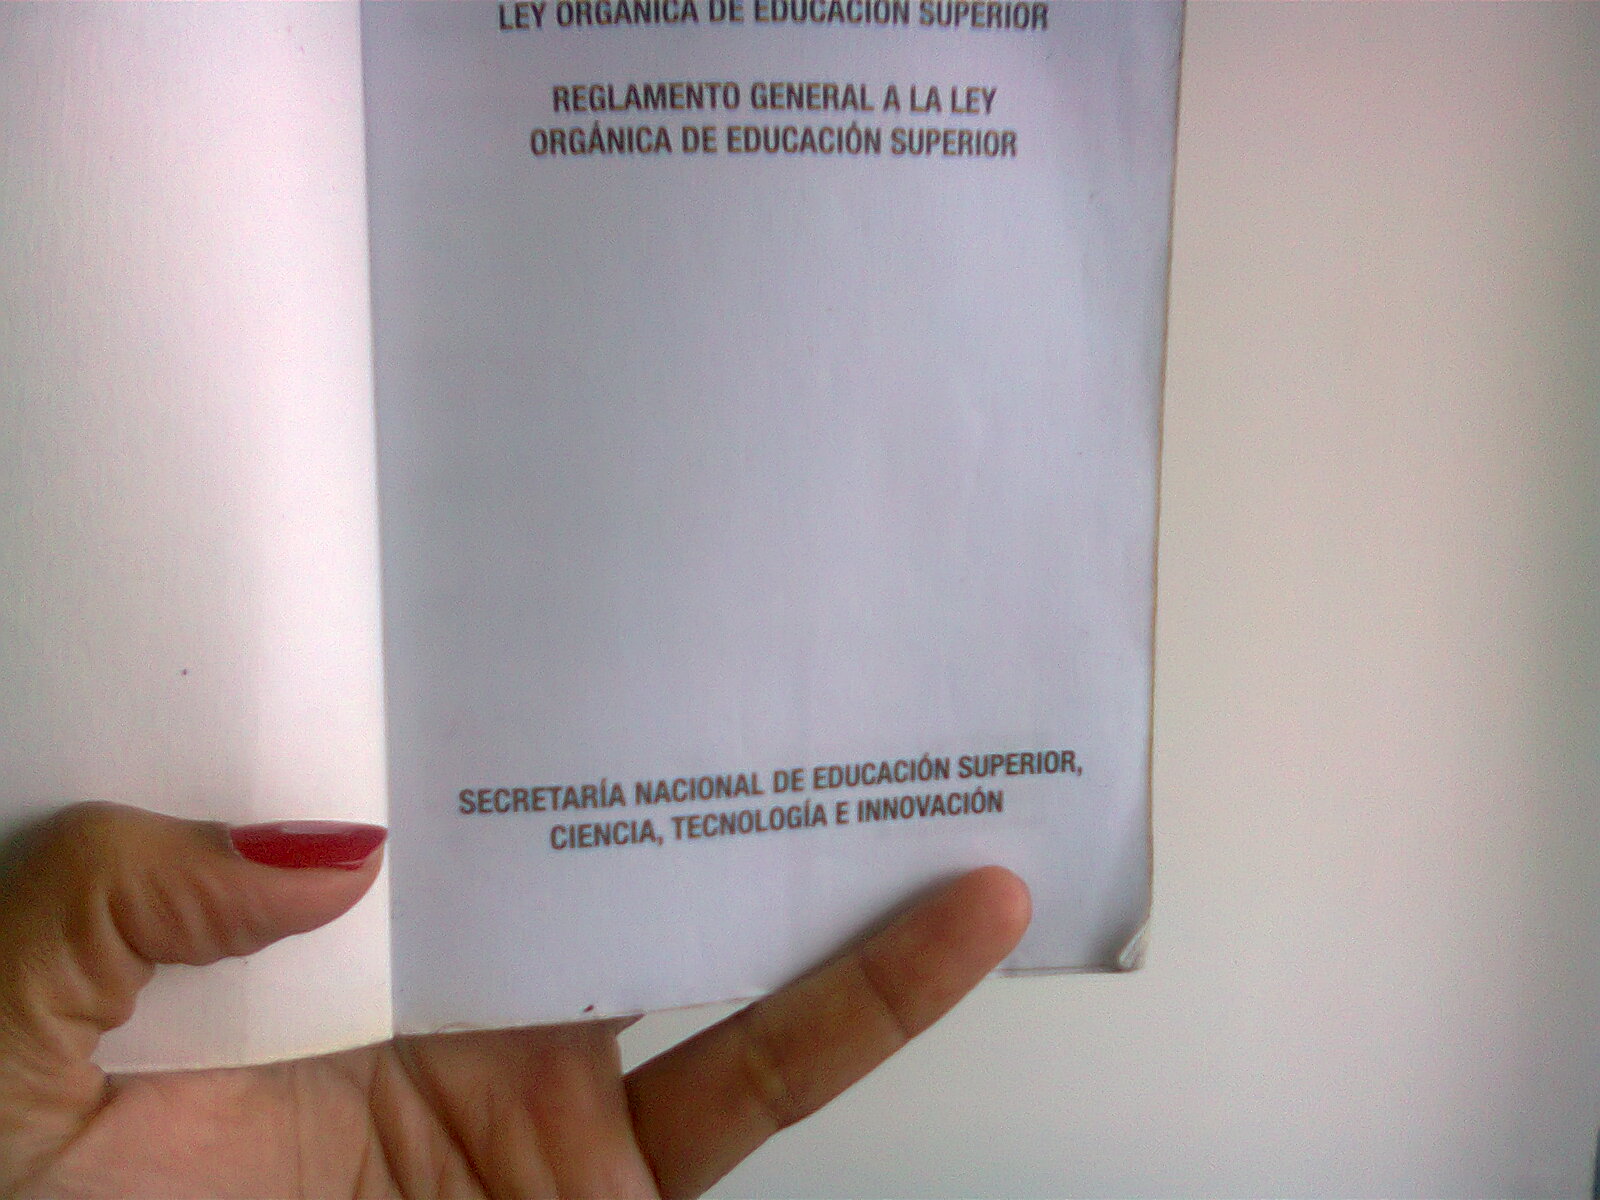 LEY ORGÁNICA DE EDUCACIÓN SUPERIOR
REGLAMENTO GENERAL A LA LEY
ORGÁNICA DE EDUCACIÓN SUPERIOR
SECRETARÍA NACIONAL DE EDUCACIÓN SUPERIOR,
CIENCIA, TECNOLOGÍA E INNOVACIÓN